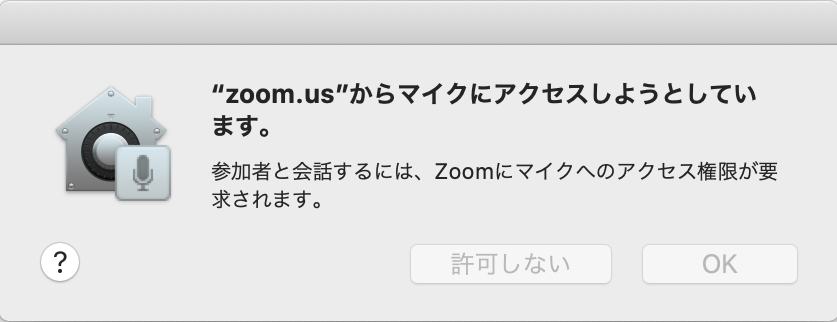 “zoom.us”からマイクにアクセスしようとしてい
ます。
参加者と会話するには、Zoomにマイクへのアクセス権限が要
求されます。
?
許可しない
OK